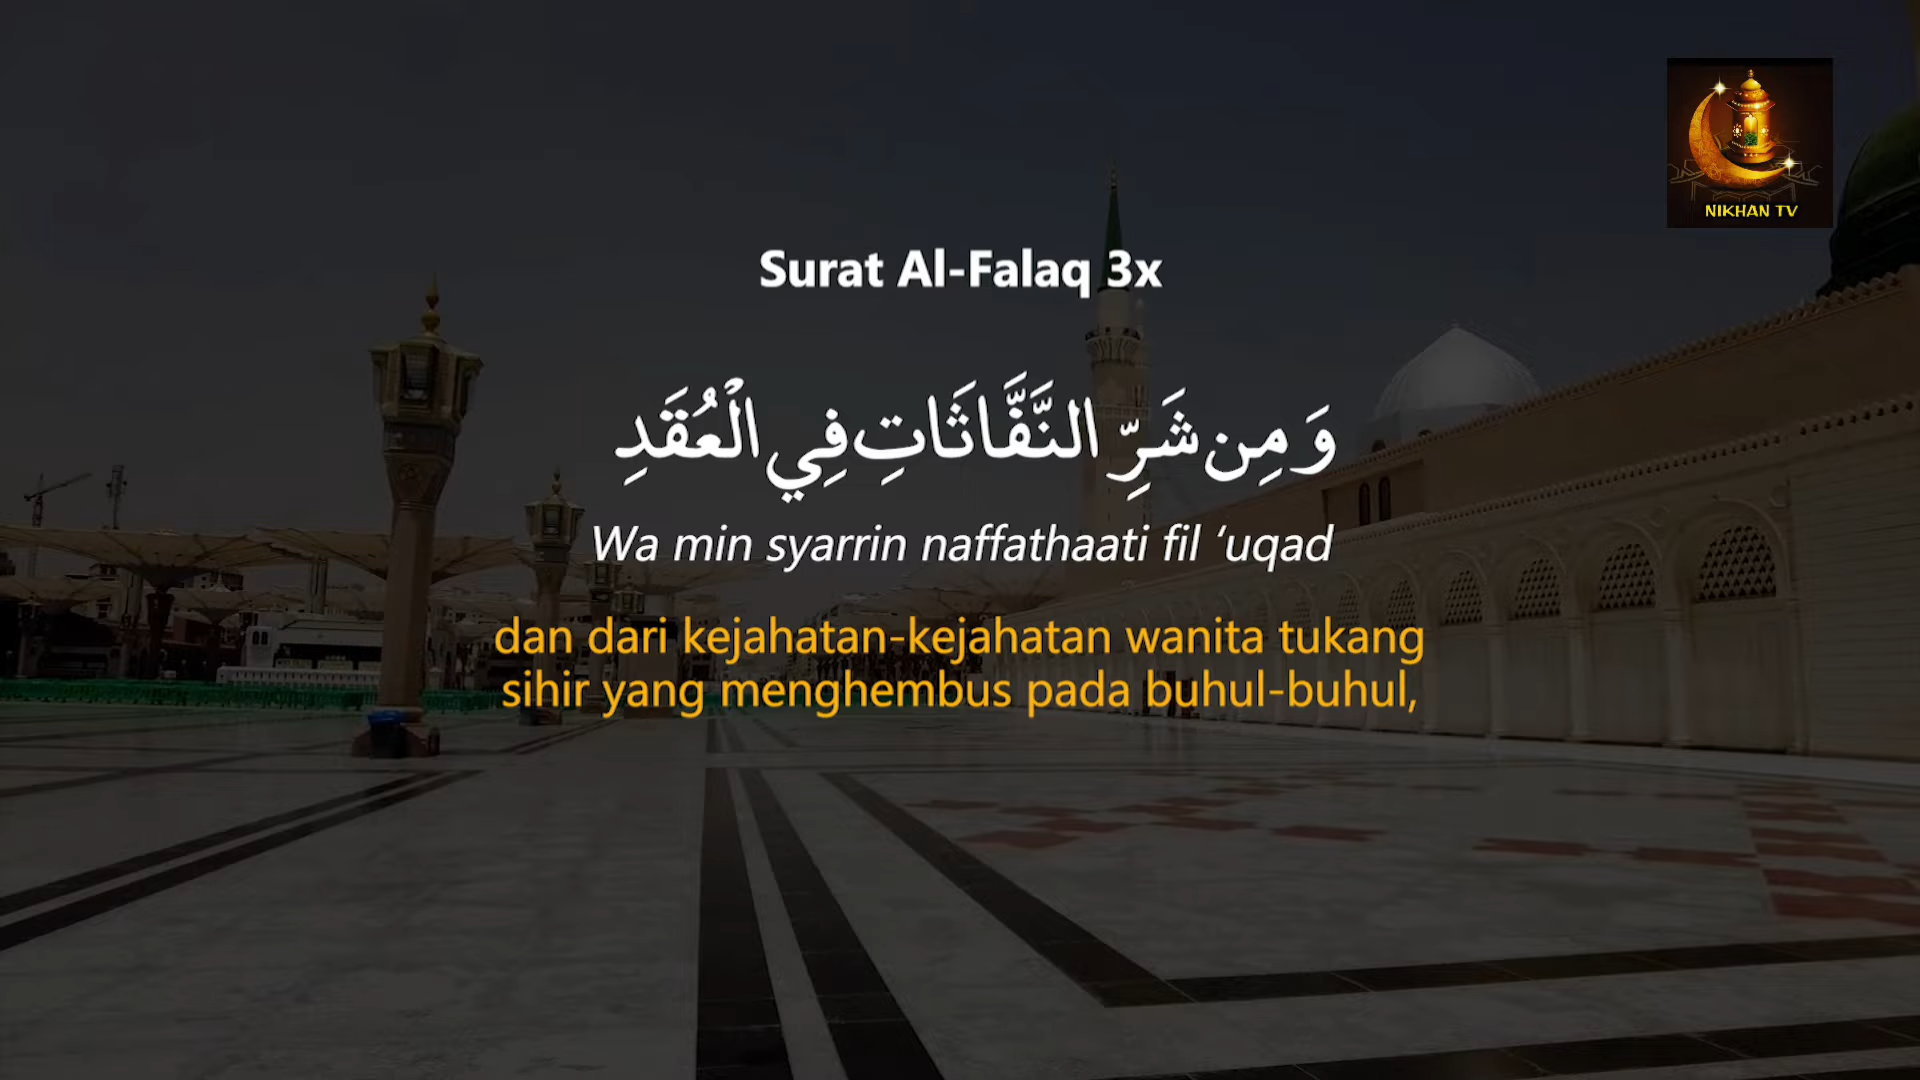 NIKHAN TV
Surat Al-Falaq 3x
وَمِن شَرِّ النَّفَّاثَاتِ فِي الْعُقَدِ
Wa min syarrin naffathaati fil ‘uqad
dan dari kejahatan-kejahatan wanita tukang
sihir yang menghembus pada buhul-buhul,